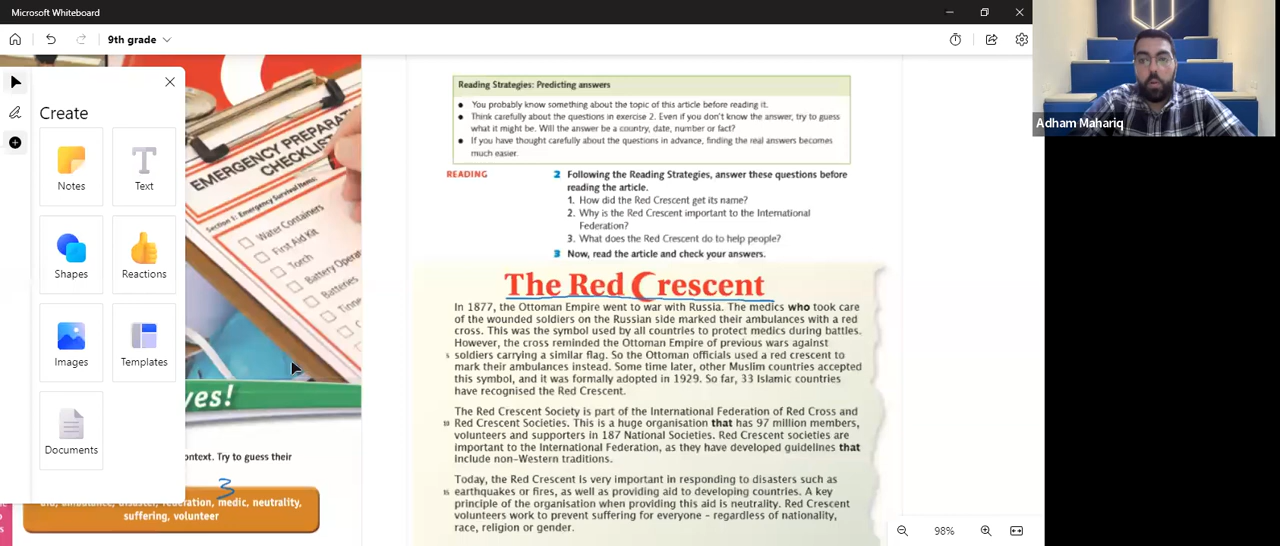 Microsoft Whiteboard
9th grade
Create
Notes
Text
Shapes
Reactions
Images
Templates
Documents
EMERGENCY PREPARAT
CHECKLIST
Section 1: Emergency Survival Items:
Water Containers
First Aid Kit
Torch
Battery Opera
Batteries
ves!
ontext. Try to guess their
3
aid, ambulance, disaster, federation, medic, neutrality,
suffering, volunteer
Reading Strategies: Predicting answers
● You probably know something about the topic of this article before reading it.
● Think carefully about the questions in exercise 2. Even if you don't know the answer, try to guess
what it might be. Will the answer be a country, date, number or fact?
● If you have thought carefully about the questions in advance, finding the real answers becomes
much easier.
READING
2 Following the Reading Strategies, answer these questions before
reading the article.
1. How did the Red Crescent get its name?
2. Why is the Red Crescent important to the International
Federation?
3. What does the Red Crescent do to help people?
3 Now, read the article and check your answers.
The Red Crescent
In 1877, the Ottoman Empire went to war with Russia. The medics who took care
of the wounded soldiers on the Russian side marked their ambulances with a red
cross. This was the symbol used by all countries to protect medics during battles.
However, the cross reminded the Ottoman Empire of previous wars against
5 soldiers carrying a similar flag. So the Ottoman officials used a red crescent to
mark their ambulances instead. Some time later, other Muslim countries accepted
this symbol, and it was formally adopted in 1929. So far, 33 Islamic countries
have recognised the Red Crescent.
The Red Crescent Society is part of the International Federation of Red Cross and
10 Red Crescent Societies. This is a huge organisation that has 97 million members,
volunteers and supporters in 187 National Societies. Red Crescent societies are
important to the International Federation, as they have developed guidelines that
include non-Western traditions.
Today, the Red Crescent is very important in responding to disasters such as
15 earthquakes or fires, as well as providing aid to developing countries. A key
principle of the organisation when providing this aid is neutrality. Red Crescent
volunteers work to prevent suffering for everyone – regardless of nationality,
race, religion or gender.
98%
Adham Mahariq